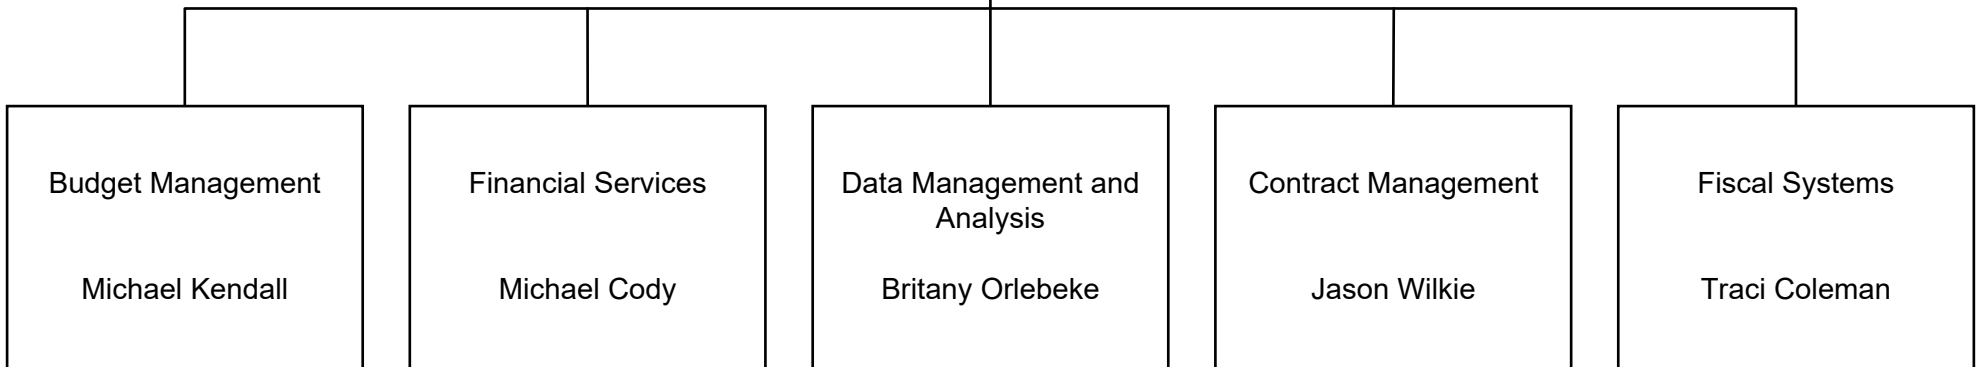 Budget Management
Michael Kendall
Financial Services
Michael Cody
Data Management and
Analysis
Britany Orlebeke
Contract Management
Jason Wilkie
Fiscal Systems
Traci Coleman